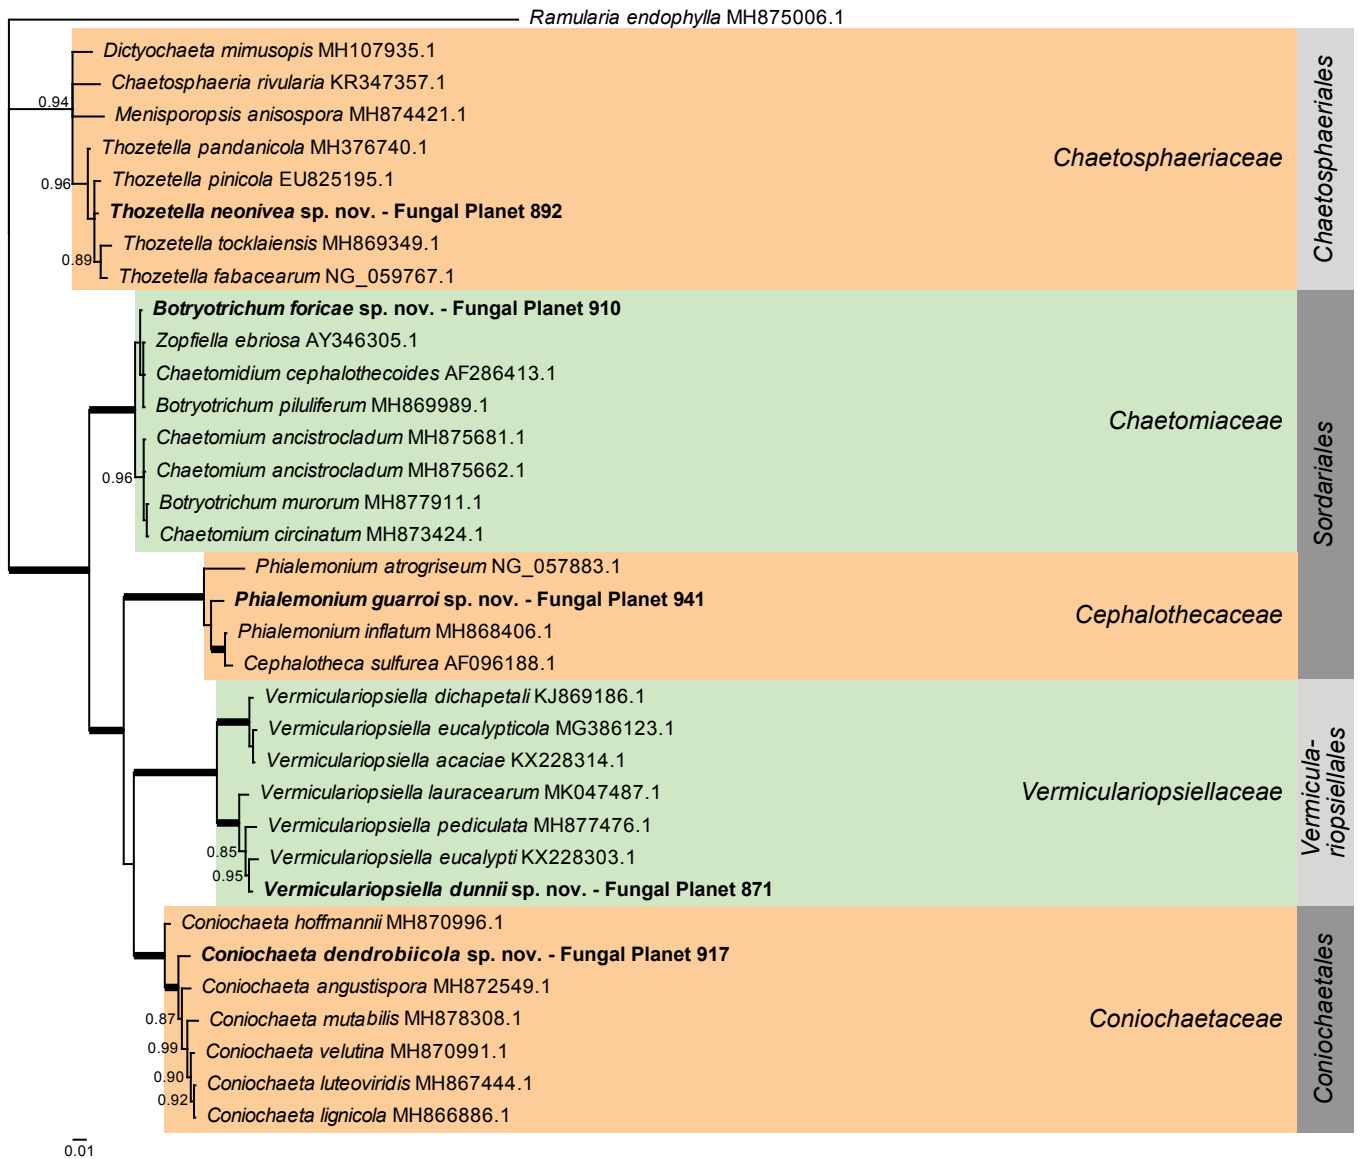 Ramularia endophylla MH875006.1
Dictyochaeta mimusopis MH107935.1
Chaetosphaeria rivularia KR347357.1
0.94
Menisporopsis anisospora MH874421.1
Thozetella pandanicola MH376740.1
Chaetosphaeriaceae
Chaetosphaeriales
Thozetella pinicola EU825195.1
0.96
Thozetella neonivea sp. nov. - Fungal Planet 892
Thozetella tocklaiensis MH869349.1
0.89
Thozetella fabacearum NG_059767.1
Botryotrichum foricae sp. nov. - Fungal Planet 910
Zopfiella ebriosa AY346305.1
Chaetomidium cephalothecoides AF286413.1
Botryotrichum piluliferum MH869989.1
Chaetomiaceae
Chaetomium ancistrocladum MH875681.1
Chaetomium ancistrocladum MH875662.1
0.96
Sordariales
Botryotrichum murorum MH877911.1
Chaetomium circinatum MH873424.1
Phialemonium atrogriseum NG_057883.1
Phialemonium guarroi sp. nov. - Fungal Planet 941
Cephalothecaceae
Phialemonium inflatum MH868406.1
Cephalotheca sulfurea AF096188.1
Vermiculariopsiella dichapetali KJ869186.1
Vermiculariopsiella eucalypticola MG386123.1
Vermiculariopsiella acaciae KX228314.1
Vermiculariopsiellaceae
Vermicula-
riopsiellales
Vermiculariopsiella lauracearum MK047487.1
Vermiculariopsiella pediculata MH877476.1
0.85
Vermiculariopsiella eucalypti KX228303.1
0.95
Vermiculariopsiella dunnii sp. nov. - Fungal Planet 871
Coniochaeta hoffmannii MH870996.1
Coniochaeta dendrobiicola sp. nov. - Fungal Planet 917
Coniochaeta angustispora MH872549.1
0.87
Coniochaeta mutabilis MH878308.1
Coniochaetaceae
Coniochaetales
0.99
Coniochaeta velutina MH870991.1
0.90
Coniochaeta luteoviridis MH867444.1
0.92
Coniochaeta lignicola MH866886.1
0.01